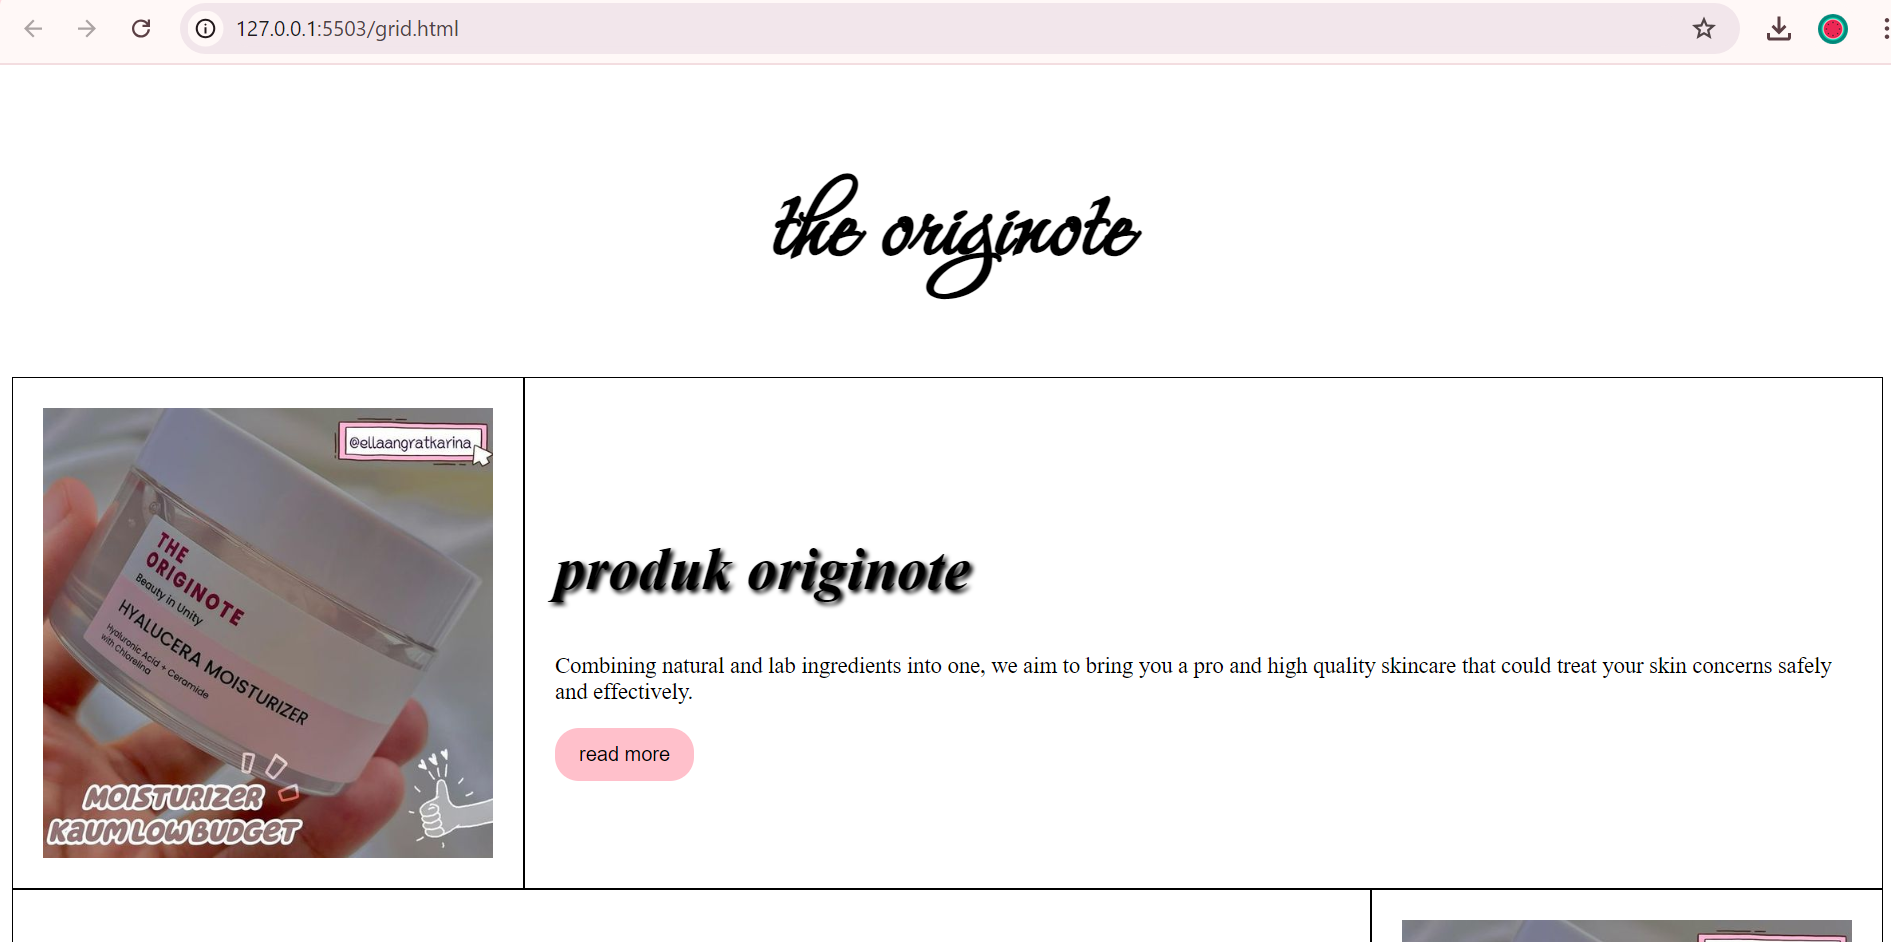 127.0.0.1:5503/grid.html
the originote
@ellaangratkarina
THE
ORIGINOTE
Beauty in Unity
HYALUCERA MOISTURIZER
Hyaluronic Acid + Ceramide
with Chlorelina
MOISTURIZER
KAUM LOW BUDGET
produk originote
Combining natural and lab ingredients into one, we aim to bring you a pro and high quality skincare that could treat your skin concerns safely
and effectively.
read more